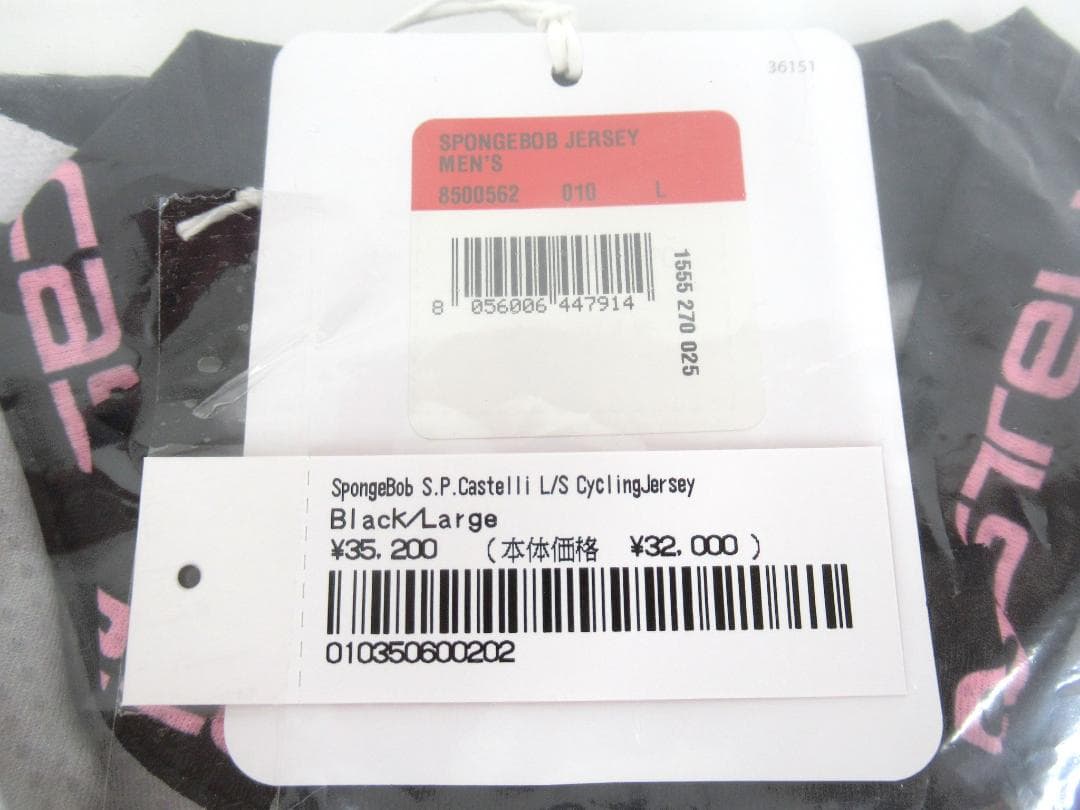 36151
SPONGEBOB JERSEY
MEN'S
8500562 010 L
8 056006 447914
1555 270 025
SpongeBob S.P.Castelli L/S CyclingJersey
Black/Large
¥35,200 (本体価格 ¥32,000)
010350600202